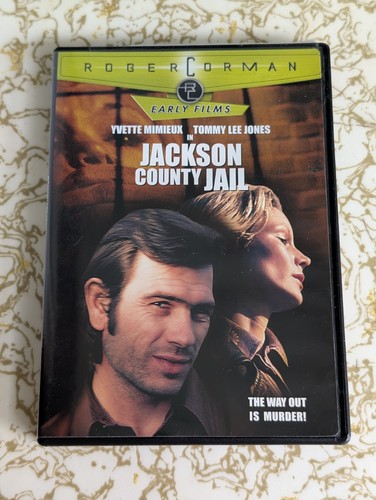 ROGER CORMAN
RC
EARLY FILMS
YVETTE MIMIEUX TOMMY LEE JONES
IN
JACKSON
COUNTY JAIL
THE WAY OUT
IS MURDER!